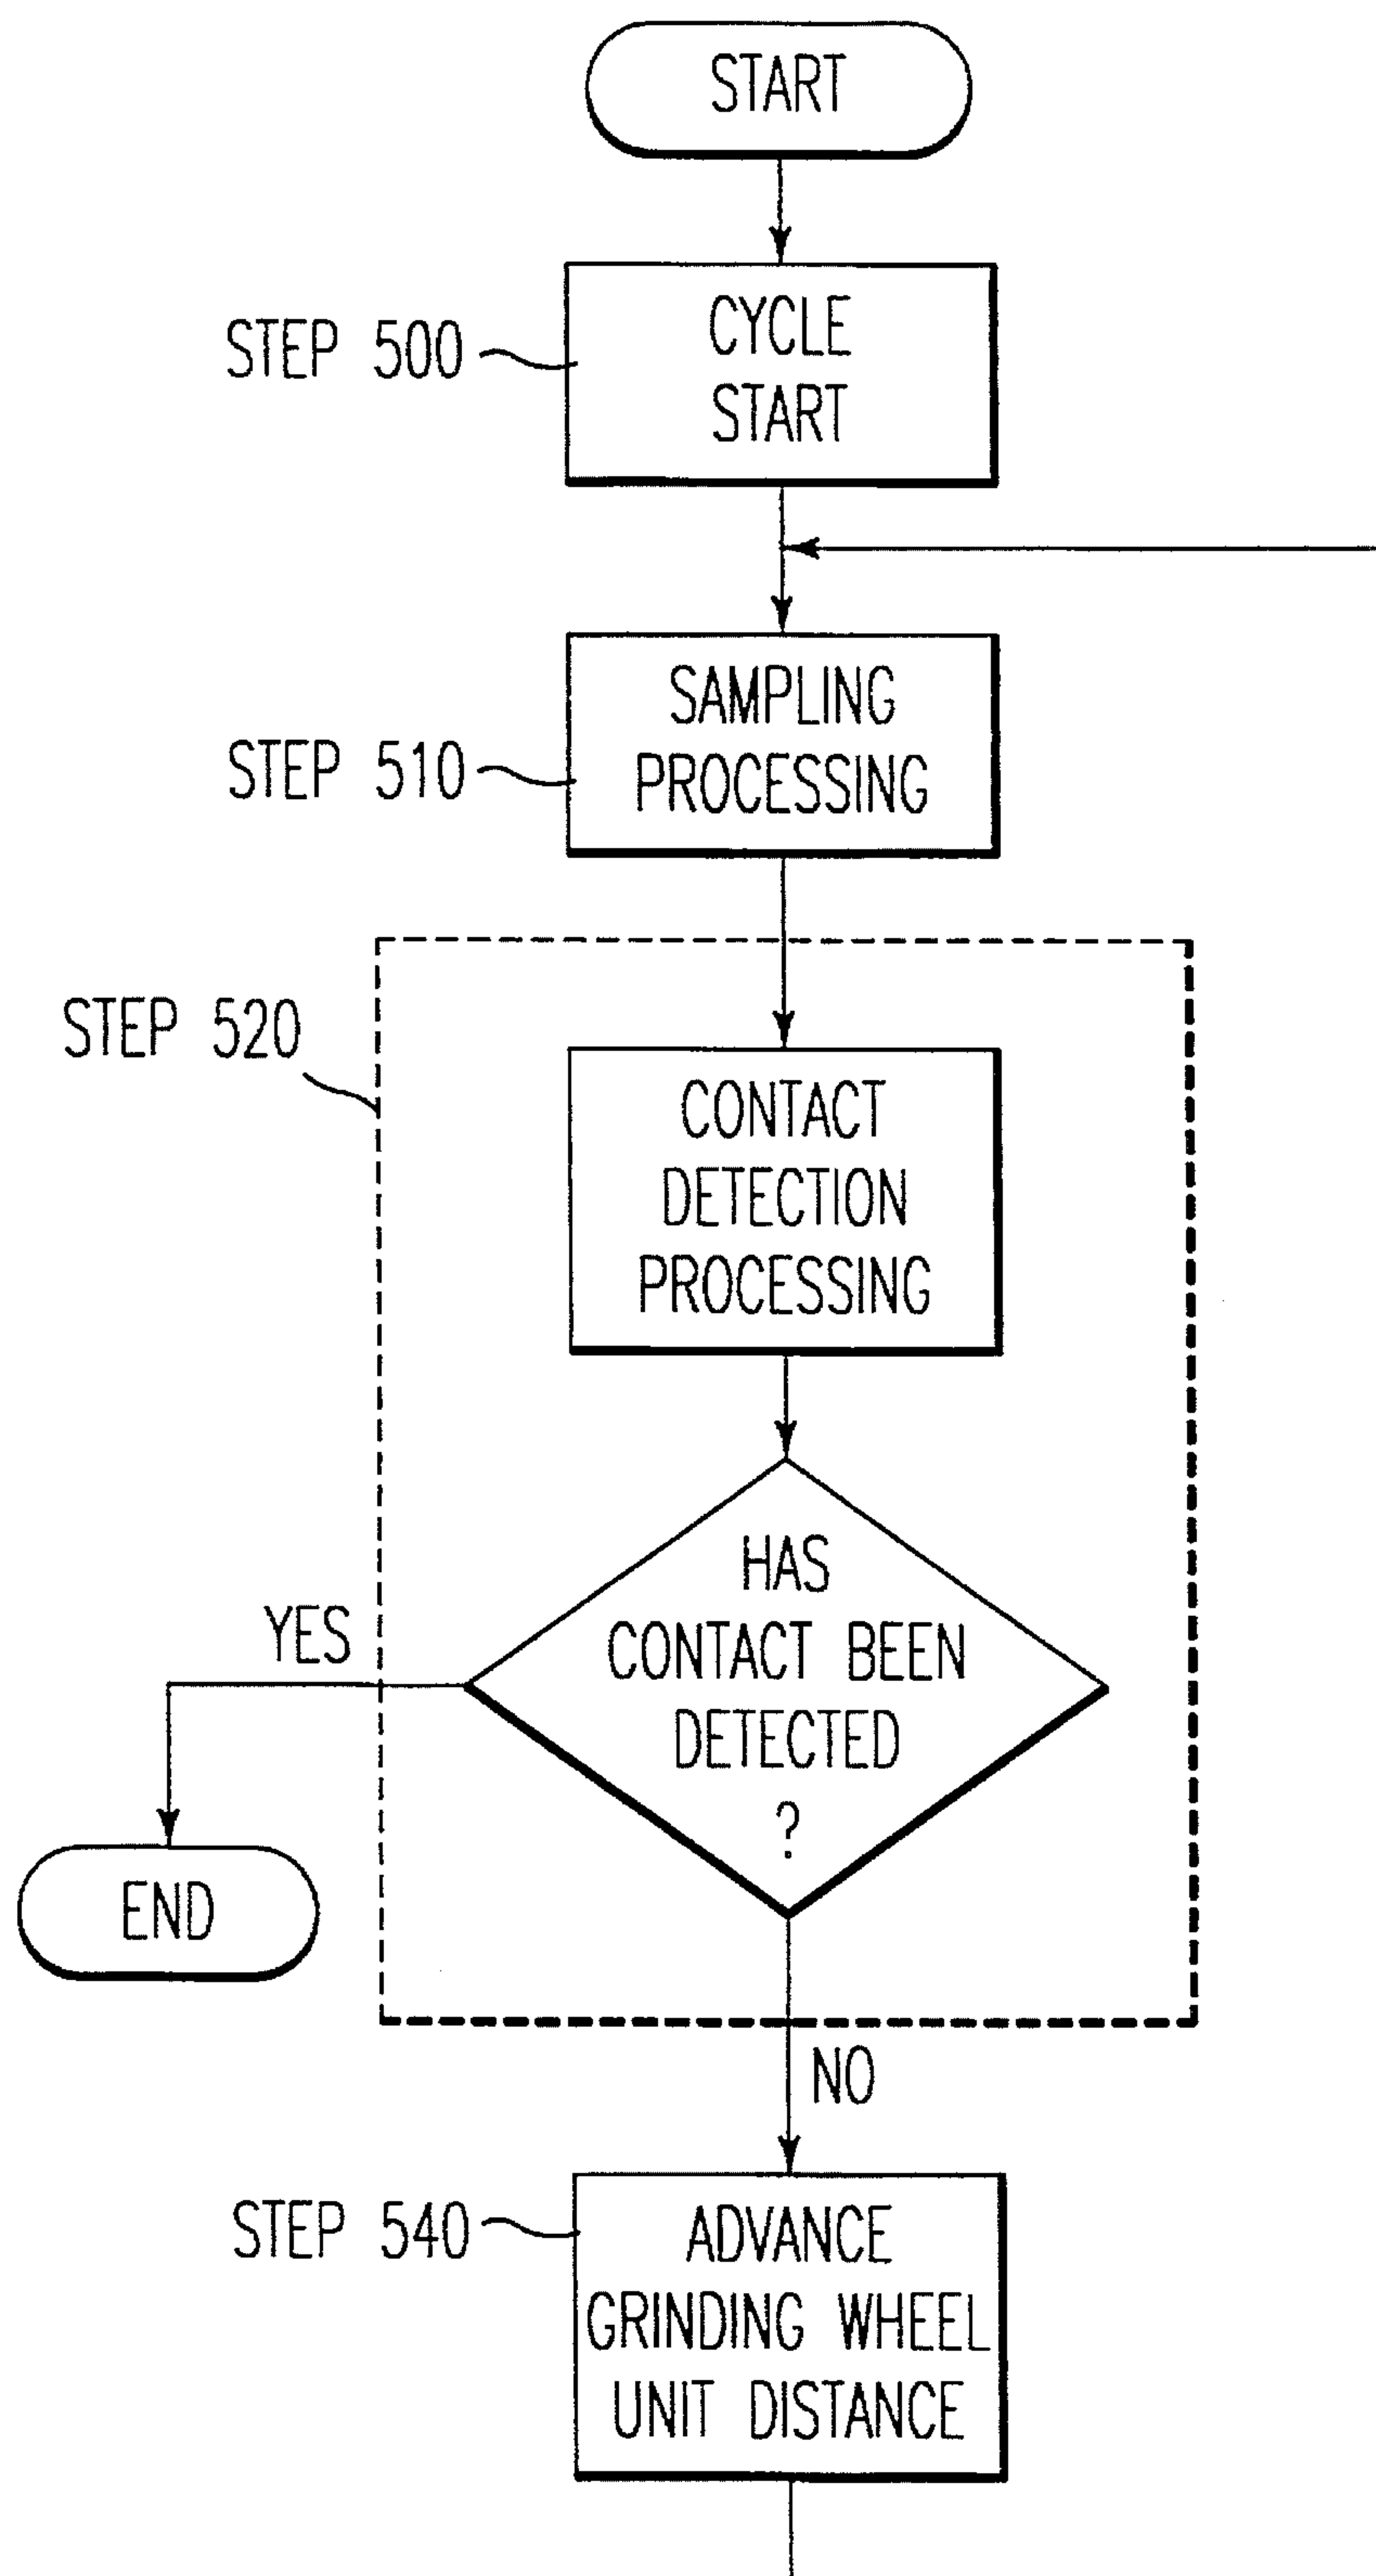 START
STEP 500
CYCLE
START
STEP 510
SAMPLING
PROCESSING
STEP 520
CONTACT
DETECTION
PROCESSING
HAS
CONTACT BEEN
DETECTED
?
YES
END
NO
STEP 540
ADVANCE
GRINDING WHEEL
UNIT DISTANCE